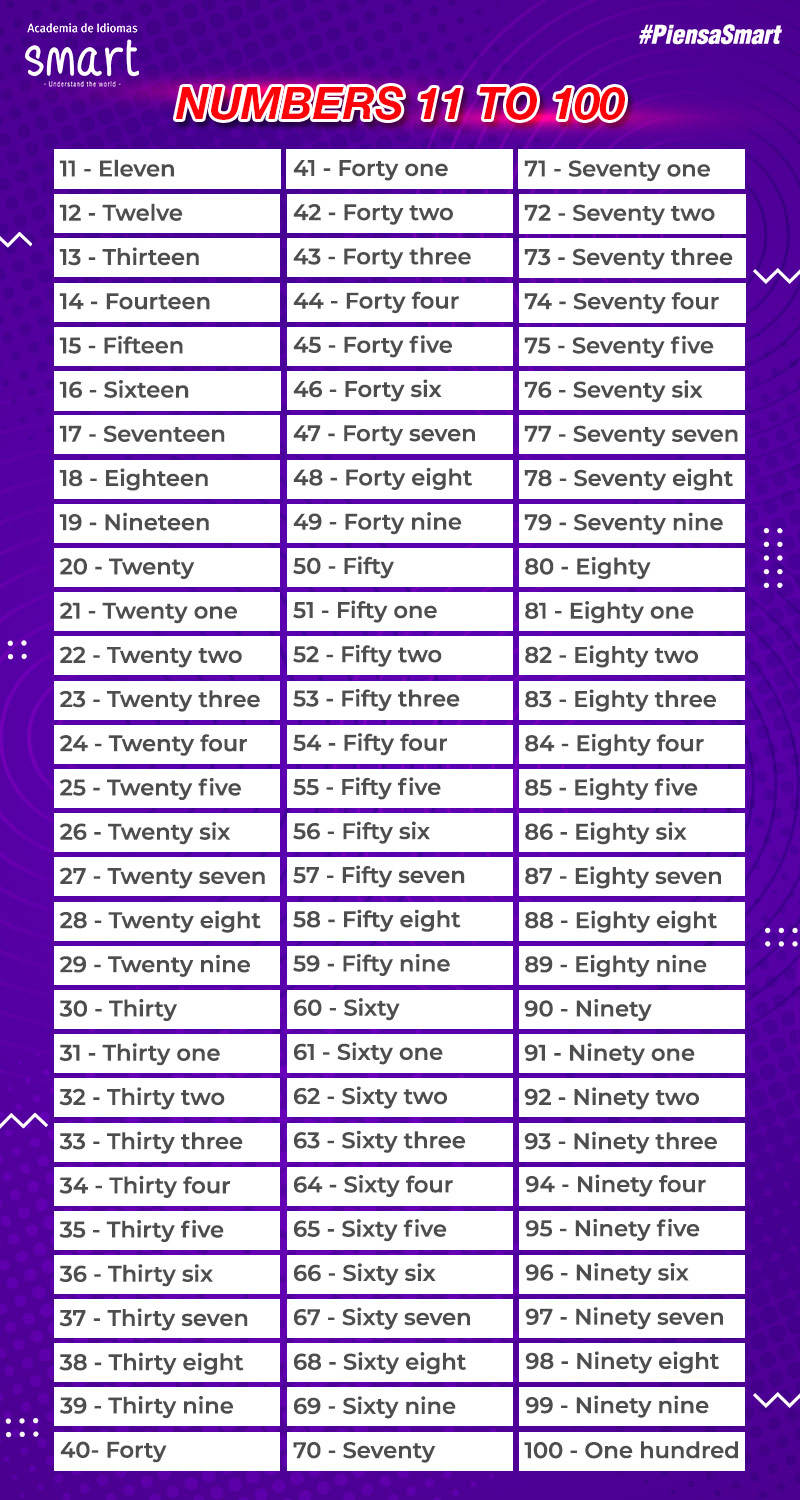 Academia de Idiomas
smart
- Understand the world -
#PiensaSmart
NUMBERS 11 TO 100
11 - Eleven
12 - Twelve
13 - Thirteen
14 - Fourteen
15 - Fifteen
16 - Sixteen
17 - Seventeen
18 - Eighteen
19 - Nineteen
20 - Twenty
21 - Twenty one
22 - Twenty two
23 - Twenty three
24 - Twenty four
25 - Twenty five
26 - Twenty six
27 - Twenty seven
28 - Twenty eight
29 - Twenty nine
30 - Thirty
31 - Thirty one
32 - Thirty two
33 - Thirty three
34 - Thirty four
35 - Thirty five
36 - Thirty six
37 - Thirty seven
38 - Thirty eight
39 - Thirty nine
40- Forty
41 - Forty one
42 - Forty two
43 - Forty three
44 - Forty four
45 - Forty five
46 - Forty six
47 - Forty seven
48 - Forty eight
49 - Forty nine
50 - Fifty
51 - Fifty one
52 - Fifty two
53 - Fifty three
54 - Fifty four
55 - Fifty five
56 - Fifty six
57 - Fifty seven
58 - Fifty eight
59 - Fifty nine
60 - Sixty
61 - Sixty one
62 - Sixty two
63 - Sixty three
64 - Sixty four
65 - Sixty five
66 - Sixty six
67 - Sixty seven
68 - Sixty eight
69 - Sixty nine
70 - Seventy
71 - Seventy one
72 - Seventy two
73 - Seventy three
74 - Seventy four
75 - Seventy five
76 - Seventy six
77 - Seventy seven
78 - Seventy eight
79 - Seventy nine
80 - Eighty
81 - Eighty one
82 - Eighty two
83 - Eighty three
84 - Eighty four
85 - Eighty five
86 - Eighty six
87 - Eighty seven
88 - Eighty eight
89 - Eighty nine
90 - Ninety
91 - Ninety one
92 - Ninety two
93 - Ninety three
94 - Ninety four
95 - Ninety five
96 - Ninety six
97 - Ninety seven
98 - Ninety eight
99 - Ninety nine
100 - One hundred